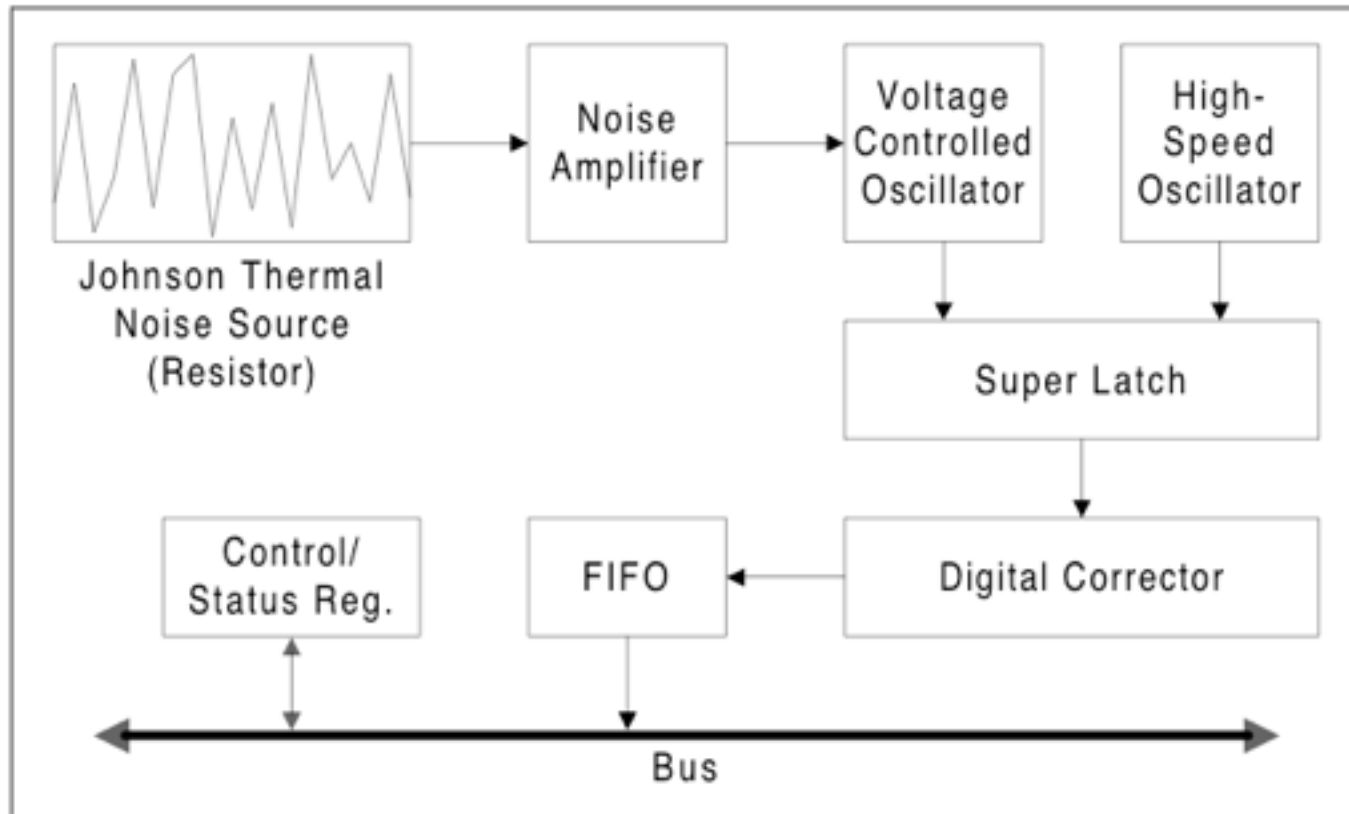 Johnson Thermal
Noise Source
(Resistor)
Noise
Amplifier
Voltage
Controlled
Oscillator
High-
Speed
Oscillator
Super Latch
Digital Corrector
FIFO
Control/
Status Reg.
Bus